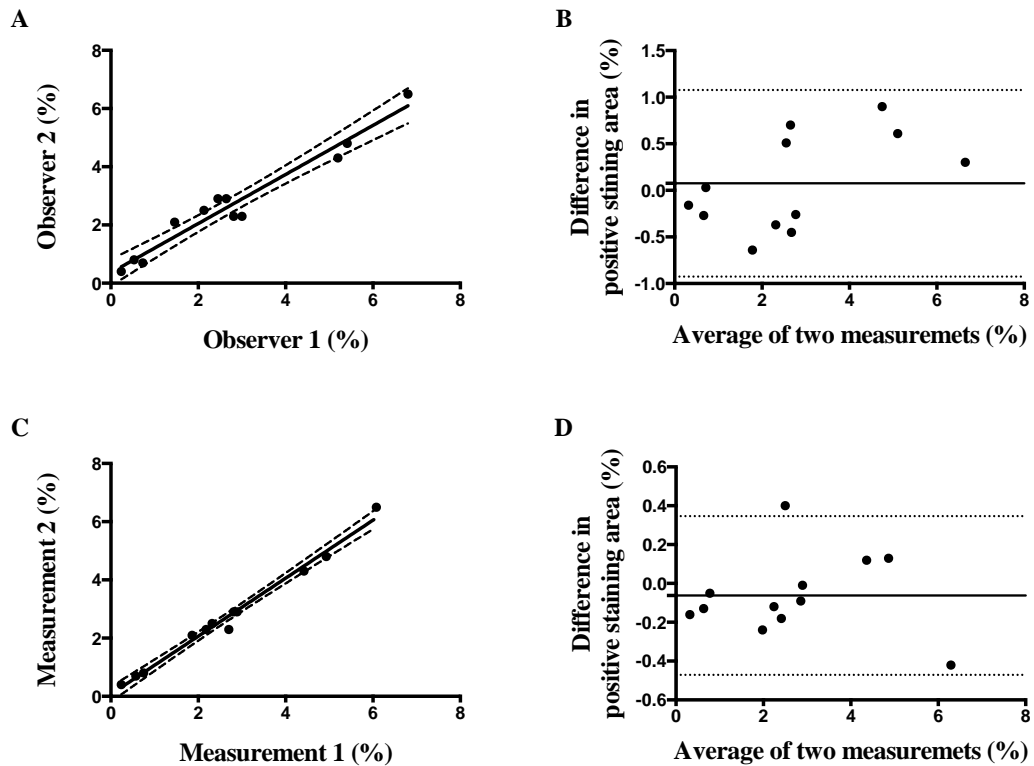 A
8
6
4
2
0
0 2 4 6 8
Observer 2 (%)
Observer 1 (%)
B
1.5
1.0
0.5
0.0
-0.5
-1.0
0 2 4 6 8
Difference in
positive stining area (%)
Average of two measuremets (%)
C
8
6
4
2
0
0 2 4 6 8
Measurement 2 (%)
Measurement 1 (%)
D
0.6
0.4
0.2
0.0
-0.2
-0.4
-0.6
0 2 4 6 8
Difference in
positive staining area (%)
Average of two measuremets (%)